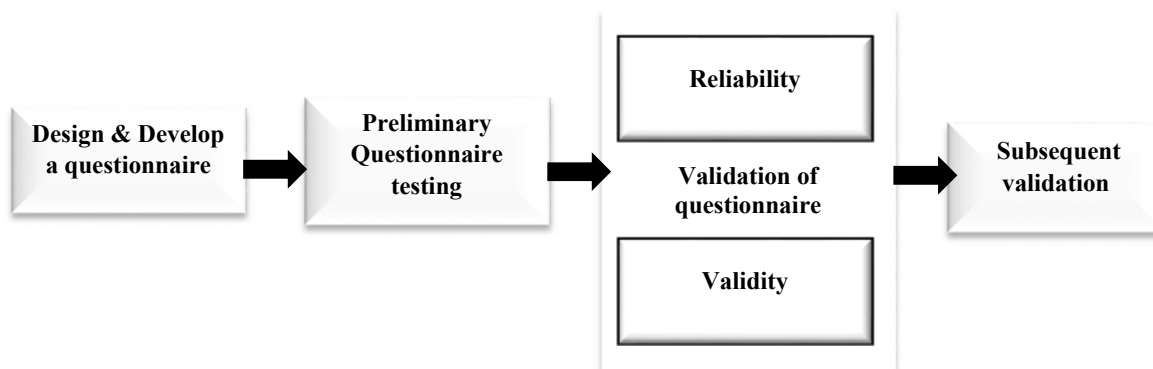 Design & Develop
a questionnaire
Preliminary
Questionnaire
testing
Reliability
Validation of
questionnaire
Validity
Subsequent
validation